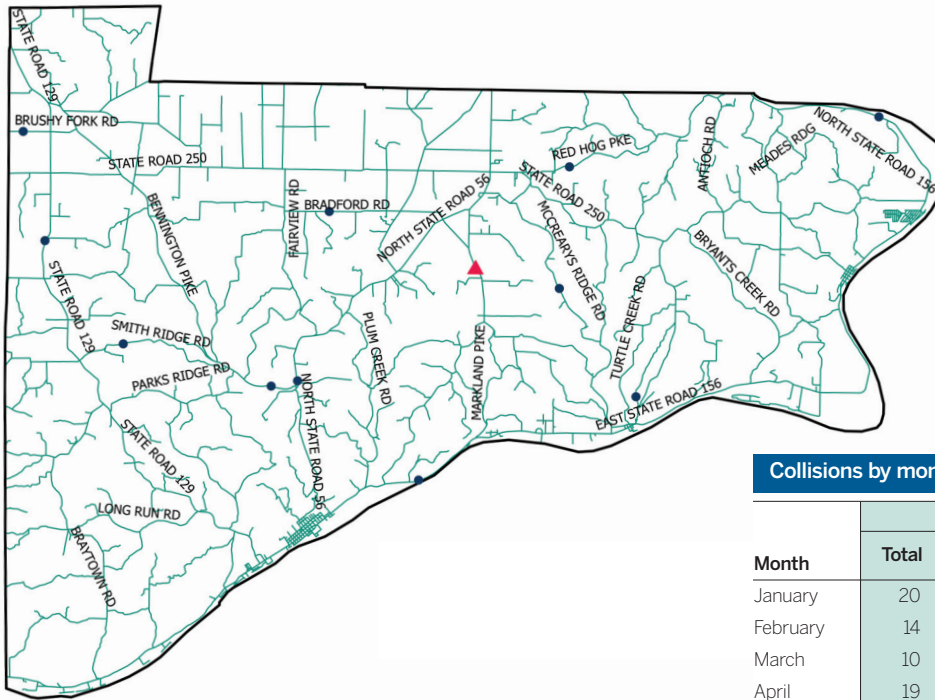 STATE ROAD 129
BRUSHY FORK RD
STATE ROAD 250
BENNINGTON PIKE
FAIRVIEW RD
BRADFORD RD
NORTH STATE ROAD 56
RED HOG PKE
STATE ROAD 250
MCCREARYS RIDGE RD
ANTIOCH RD
MEADES RDG
NORTH STATE ROAD 156
BRYANTS CREEK RD
TURTLE CREEK RD
STATE ROAD 129
SMITH RIDGE RD
PARKS RIDGE RD
PLUM CREEK RD
MARKLAND PIKE
EAST STATE ROAD 156
NORTH STATE ROAD 56
STATE ROAD 129
LONG RUN RD
BRAYTOWN RD
Collisions by mon
Month Total
January 20
February 14
March 10
April 19